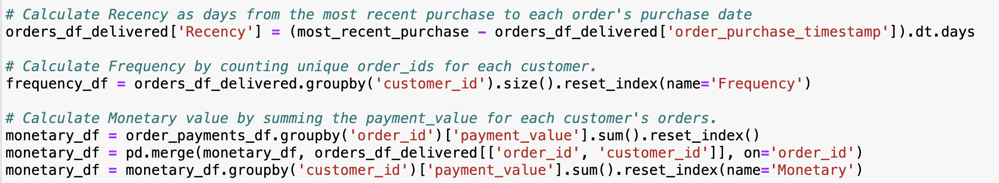 # Calculate Recency as days from the most recent purchase to each order's purchase date
orders_df_delivered['Recency'] = (most_recent_purchase - orders_df_delivered['order_purchase_timestamp']).dt.days
# Calculate Frequency by counting unique order_ids for each customer.
frequency_df = orders_df_delivered.groupby('customer_id').size().reset_index(name='Frequency')
# Calculate Monetary value by summing the payment_value for each customer's orders.
monetary_df = order_payments_df.groupby('order_id')['payment_value'].sum().reset_index()
monetary_df = pd.merge(monetary_df, orders_df_delivered[['order_id', 'customer_id']], on='order_id')
monetary_df = monetary_df.groupby('customer_id')['payment_value'].sum().reset_index(name='Monetary')